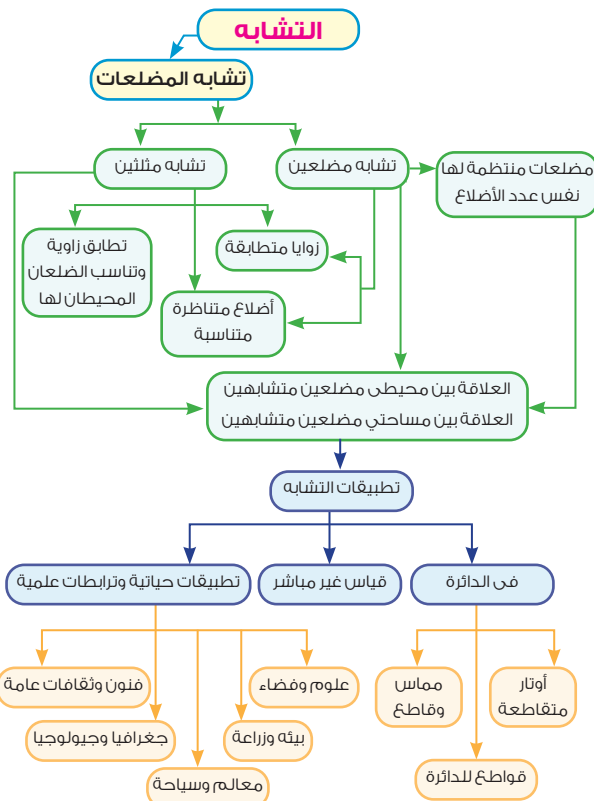 التشابه
تشابه المضلعات
تشابه مثلثين
تشابه مضلعين
مضلعات منتظمة لها
نفس عدد الأضلاع
زوايا متطابقة
تطابق زاوية
وتناسب الضلعان
المحيطان لها
أضلاع متناظرة
متناسبة
العلاقة بين محيطى مضلعين متشابهين
العلاقة بين مساحتي مضلعين متشابهين
تطبيقات التشابه
فى الدائرة
قياس غير مباشر
تطبيقات حياتية وترابطات علمية
أوتار
متقاطعة
مماس
وقاطع
قواطع للدائرة
علوم وفضاء
فنون وثقافات عامة
بيئه وزراعة
جغرافيا وجيولوجيا
معالم وسياحة